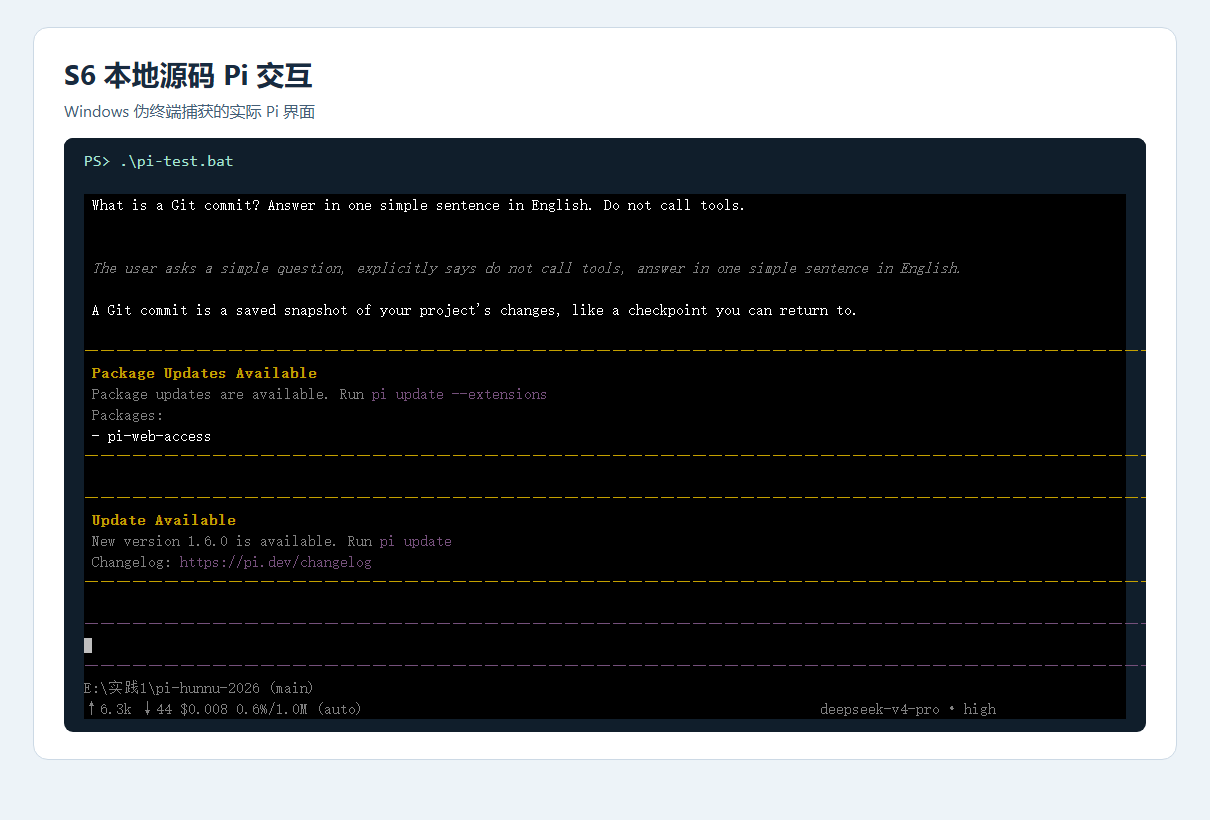 S6 本地源码 Pi 交互
Windows 伪终端捕获的实际 Pi 界面
PS> .\pi-test.bat
What is a Git commit? Answer in one simple sentence in English. Do not call tools.
The user asks a simple question, explicitly says do not call tools, answer in one simple sentence in English.
A Git commit is a saved snapshot of your project's changes, like a checkpoint you can return to.
Package Updates Available
Package updates are available. Run pi update --extensions
Packages:
- pi-web-access
Update Available
New version 1.6.0 is available. Run pi update
Changelog: https://pi.dev/changelog
E:\实践1\pi-hunnu-2026 (main)
↑6.3k ↓44 $0.008 0.6%/1.0M (auto) deepseek-v4-pro • high